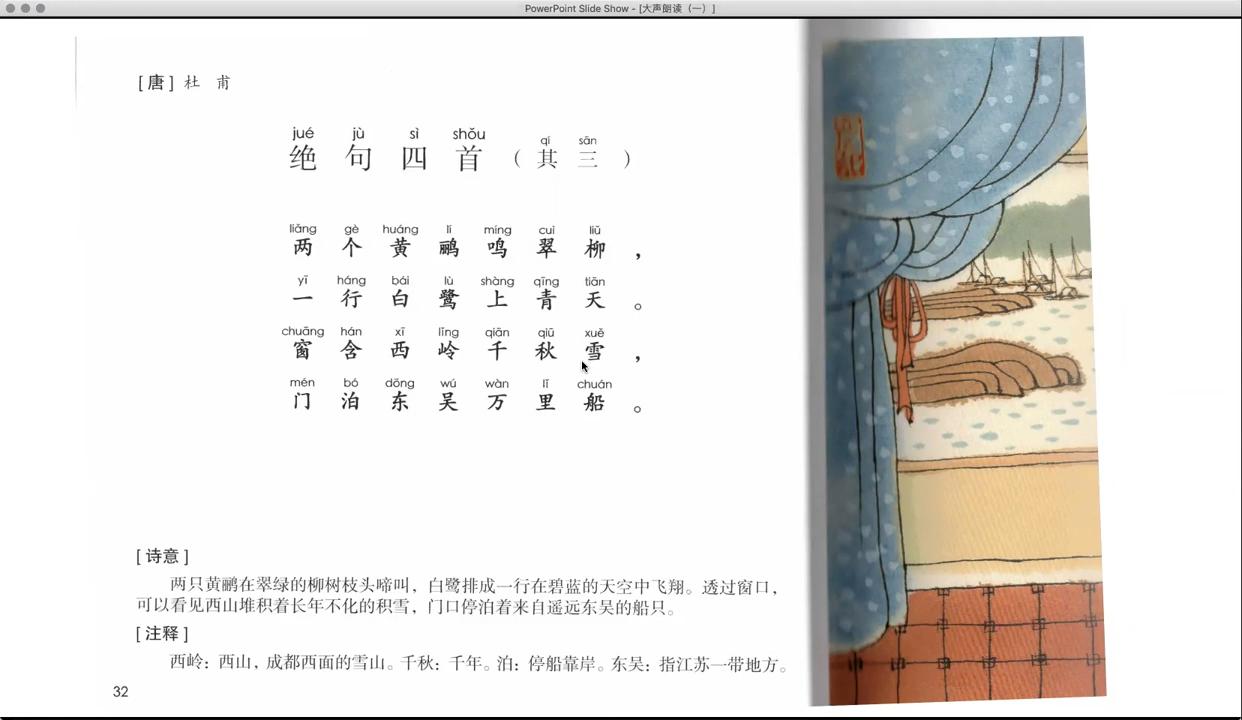 PowerPoint Slide Show - [大声朗读（一）]
[唐] 杜 甫
jué jù sì shǒu qí sān
绝句四首（其三）
liǎng gè huáng lí míng cuì liǔ
两个黄鹂鸣翠柳，
yī háng bái lù shàng qīng tiān
一行白鹭上青天。
chuāng hán xī lǐng qiān qiū xuě
窗含西岭千秋雪，
mén bó dōng wú wàn lǐ chuán
门泊东吴万里船。
[诗意]
两只黄鹂在翠绿的柳树枝头啼叫，白鹭排成一行在碧蓝的天空中飞翔。透过窗口，
可以看见西山堆积着长年不化的积雪，门口停泊着来自遥远东吴的船只。
[注释]
西岭：西山，成都西面的雪山。千秋：千年。泊：停船靠岸。东吴：指江苏一带地方。
32